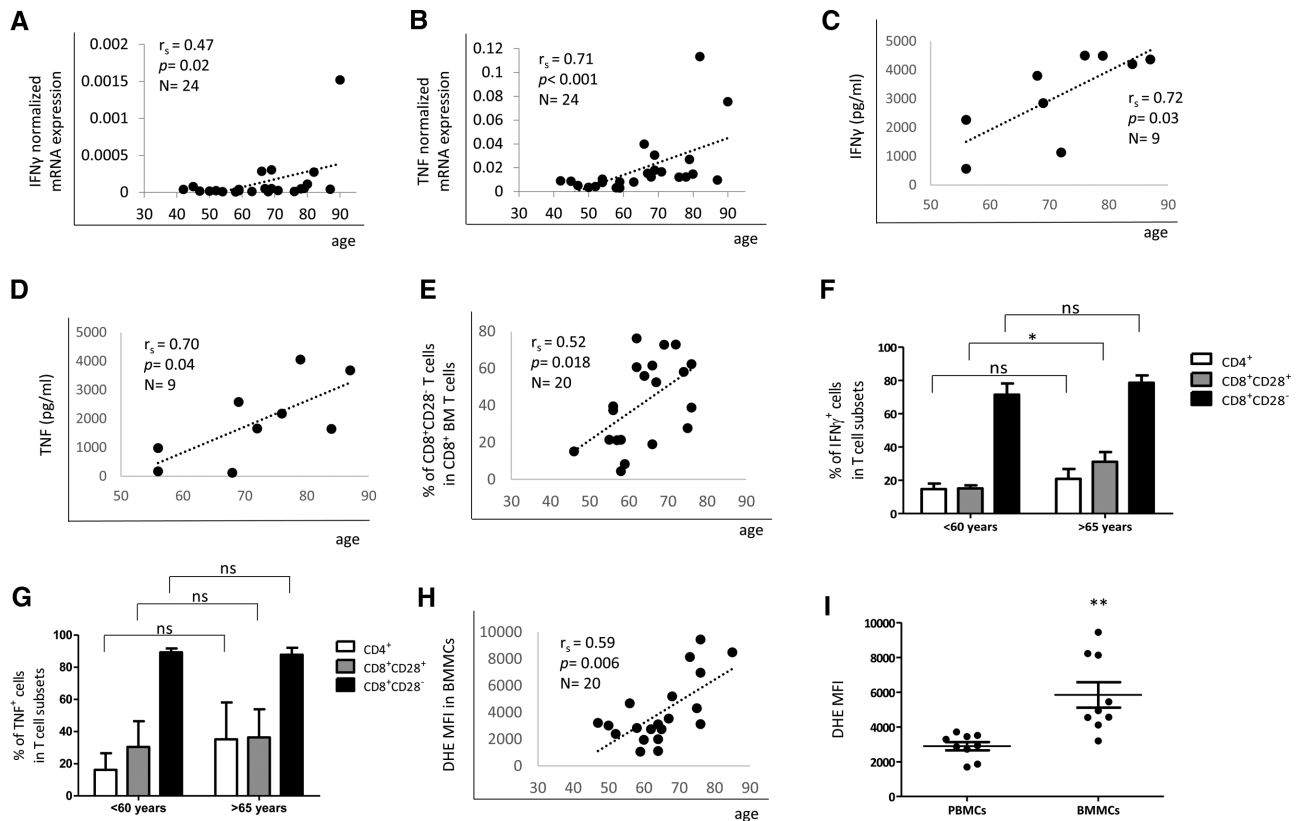 A
IFNγ normalized
mRNA expression
0.002
0.0015
0.001
0.0005
0
rs = 0.47
p= 0.02
N= 24
30 40 50 60 70 80 90
age
B
TNF normalized
mRNA expression
0.12
0.1
0.08
0.06
0.04
0.02
0
rs = 0.71
p< 0.001
N= 24
30 40 50 60 70 80 90
age
C
IFNγ (pg/ml)
5000
4000
3000
2000
1000
0
rs = 0.72
p= 0.03
N= 9
50 60 70 80 90
age
D
TNF (pg/ml)
5000
4000
3000
2000
1000
0
rs = 0.70
p= 0.04
N= 9
50 60 70 80 90
age
E
% of CD8+CD28- T cells
in CD8+ BM T cells
80
60
40
20
0
rs = 0.52
p= 0.018
N= 20
30 40 50 60 70 80 90
age
F
% of IFNγ+ cells
in T cell subsets
100
80
60
40
20
0
ns
*
ns
<60 years >65 years
CD4+
CD8+CD28+
CD8+CD28-
G
% of TNF+ cells
in T cell subsets
100
80
60
40
20
0
ns
ns
ns
<60 years >65 years
CD4+
CD8+CD28+
CD8+CD28-
H
DHE MFI in BMMCs
10000
8000
6000
4000
2000
0
rs = 0.59
p= 0.006
N= 20
30 40 50 60 70 80 90
age
I
DHE MFI
10000
8000
6000
4000
2000
0
**
PBMCs BMMCs